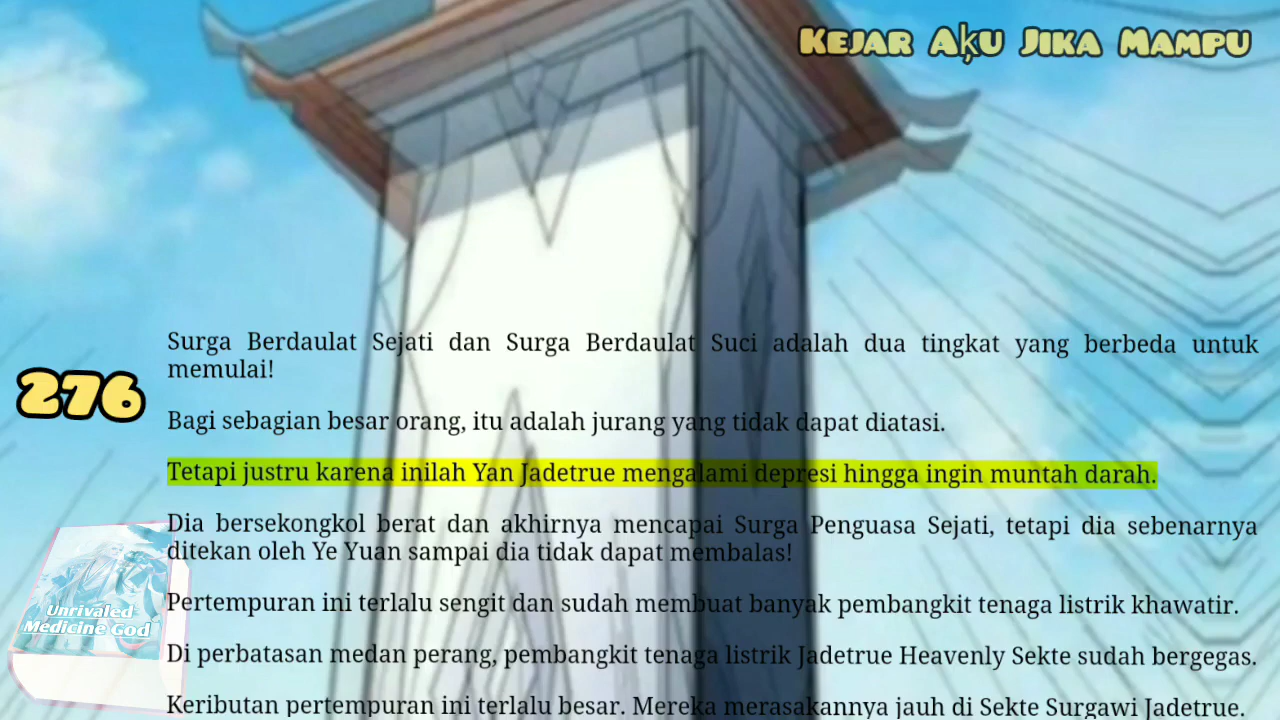 Kejar Aķu Jika Mampu
Surga Berdaulat Sejati dan Surga Berdaulat Suci adalah dua tingkat yang berbeda untuk
memulai!
276
Bagi sebagian besar orang, itu adalah jurang yang tidak dapat diatasi.
Tetapi justru karena inilah Yan Jadetrue mengalami depresi hingga ingin muntah darah.
Dia bersekongkol berat dan akhirnya mencapai Surga Penguasa Sejati, tetapi dia sebenarnya
ditekan oleh Ye Yuan sampai dia tidak dapat membalas!
Unrivaled
Medicine God
Pertempuran ini terlalu sengit dan sudah membuat banyak pembangkit tenaga listrik khawatir.
Di perbatasan medan perang, pembangkit tenaga listrik Jadetrue Heavenly Sekte sudah bergegas.
Keributan pertempuran ini terlalu besar. Mereka merasakannya jauh di Sekte Surgawi Jadetrue.